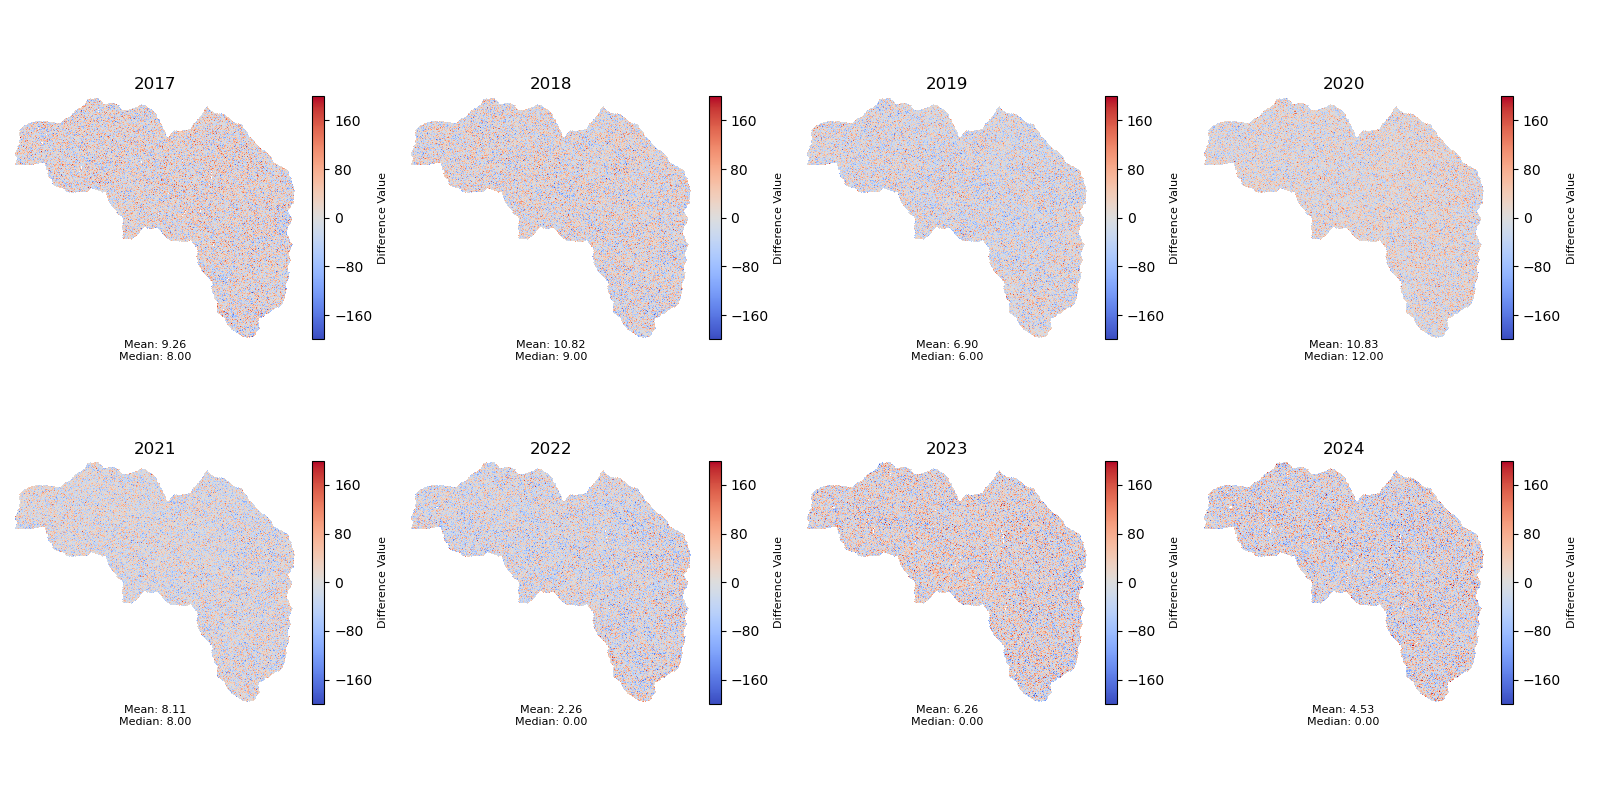 2017
160
80
0
−80
−160
Difference Value
Mean: 9.26
Median: 8.00
2018
160
80
0
−80
−160
Difference Value
Mean: 10.82
Median: 9.00
2019
160
80
0
−80
−160
Difference Value
Mean: 6.90
Median: 6.00
2020
160
80
0
−80
−160
Difference Value
Mean: 10.83
Median: 12.00
2021
160
80
0
−80
−160
Difference Value
Mean: 8.11
Median: 8.00
2022
160
80
0
−80
−160
Difference Value
Mean: 2.26
Median: 0.00
2023
160
80
0
−80
−160
Difference Value
Mean: 6.26
Median: 0.00
2024
160
80
0
−80
−160
Difference Value
Mean: 4.53
Median: 0.00